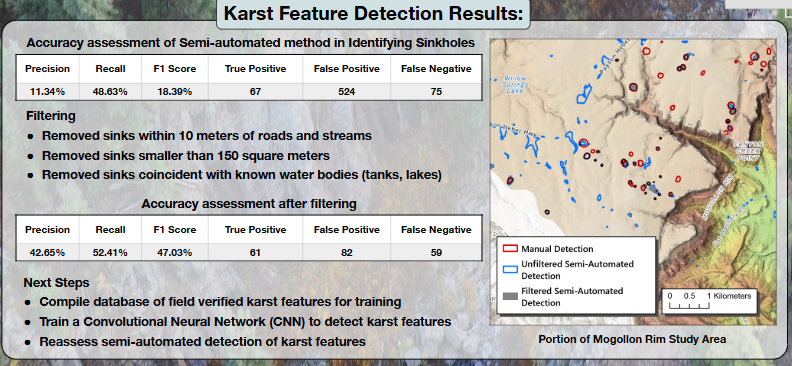 Karst Feature Detection Results:
Accuracy assessment of Semi-automated method in Identifying Sinkholes
Precision Recall F1 Score True Positive False Positive False Negative
11.34% 48.63% 18.39% 67 524 75
Filtering
● Removed sinks within 10 meters of roads and streams
● Removed sinks smaller than 150 square meters
● Removed sinks coincident with known water bodies (tanks, lakes)
Accuracy assessment after filtering
Precision Recall F1 Score True Positive False Positive False Negative
42.65% 52.41% 47.03% 61 82 59
Next Steps
● Compile database of field verified karst features for training
● Train a Convolutional Neural Network (CNN) to detect karst features
● Reassess semi-automated detection of karst features
Willow
Springs
Lake
CANYON
CREEK
POINT
Manual Detection
Unfiltered Semi-Automated
Detection
Filtered Semi-Automated
Detection
0 0.5 1 Kilometers
Portion of Mogollon Rim Study Area